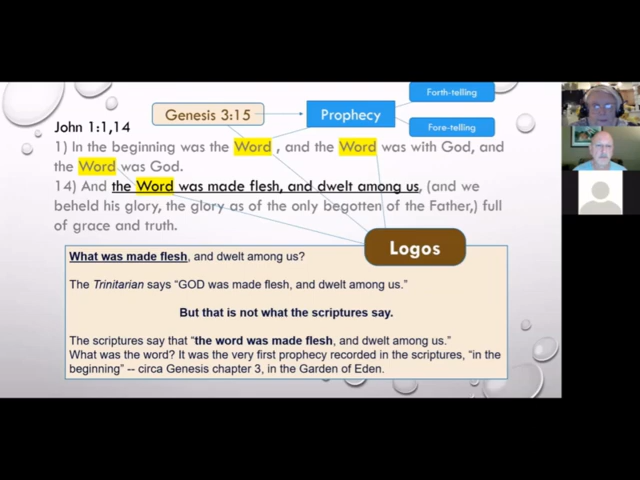 Forth-telling
Genesis 3:15
Prophecy
Fore-telling
John 1:1,14
1) In the beginning was the Word , and the Word was with God, and
the Word was God.
14) And the Word was made flesh, and dwelt among us, (and we
beheld his glory, the glory as of the only begotten of the Father,) full
of grace and truth.
Logos
What was made flesh, and dwelt among us?
The Trinitarian says “GOD was made flesh, and dwelt among us.”
But that is not what the scriptures say.
The scriptures say that “the word was made flesh, and dwelt among us.”
What was the word? It was the very first prophecy recorded in the scriptures, “in the
beginning” -- circa Genesis chapter 3, in the Garden of Eden.